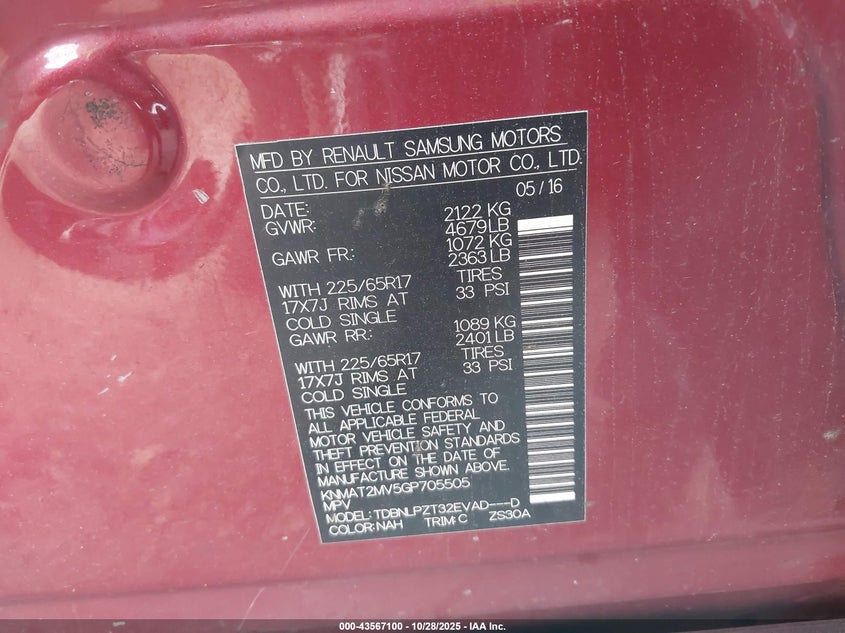 MFD BY RENAULT SAMSUNG MOTORS
CO., LTD. FOR NISSAN MOTOR CO., LTD.
DATE: 05/16
GVWR: 2122 KG
4679LB
GAWR FR: 1072 KG
2363LB
WITH 225/65R17 TIRES
17X7J RIMS AT 33 PSI
COLD SINGLE
GAWR RR: 1089 KG
2401LB
WITH 225/65R17 TIRES
17X7J RIMS AT 33 PSI
COLD SINGLE
THIS VEHICLE CONFORMS TO
ALL APPLICABLE FEDERAL
MOTOR VEHICLE SAFETY AND
THEFT PREVENTION STANDARDS
IN EFFECT ON THE DATE OF
MANUFACTURE SHOWN ABOVE.
KNMAT2MV5GP705505
MPV
MODEL: TDBNLPZT32EVAD---D
COLOR: NAH TRIM: C ZS30A
000-43567100 | 10/28/2025 - IAA Inc.